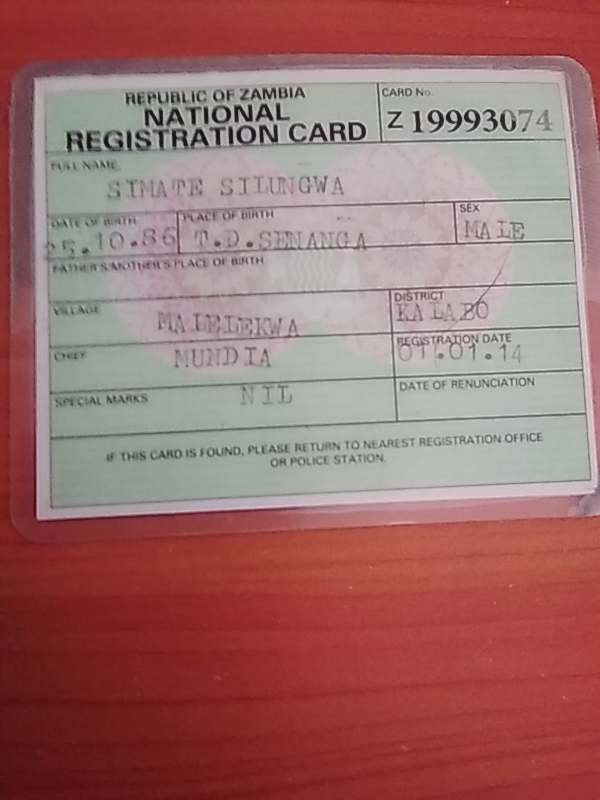 REPUBLIC OF ZAMBIA
NATIONAL
REGISTRATION CARD
CARD No.
Z 19993074
FULL NAME
SIMATE SILUNGWA
DATE OF BIRTH
25.10.86
PLACE OF BIRTH
T.D.SENANGA
SEX
MALE
FATHER'S/MOTHER'S PLACE OF BIRTH
VILLAGE
MALELEKWA
DISTRICT
KALABO
CHIEF
MUNDIA
REGISTRATION DATE
01.01.14
SPECIAL MARKS
NIL
DATE OF RENUNCIATION
IF THIS CARD IS FOUND, PLEASE RETURN TO NEAREST REGISTRATION OFFICE
OR POLICE STATION.